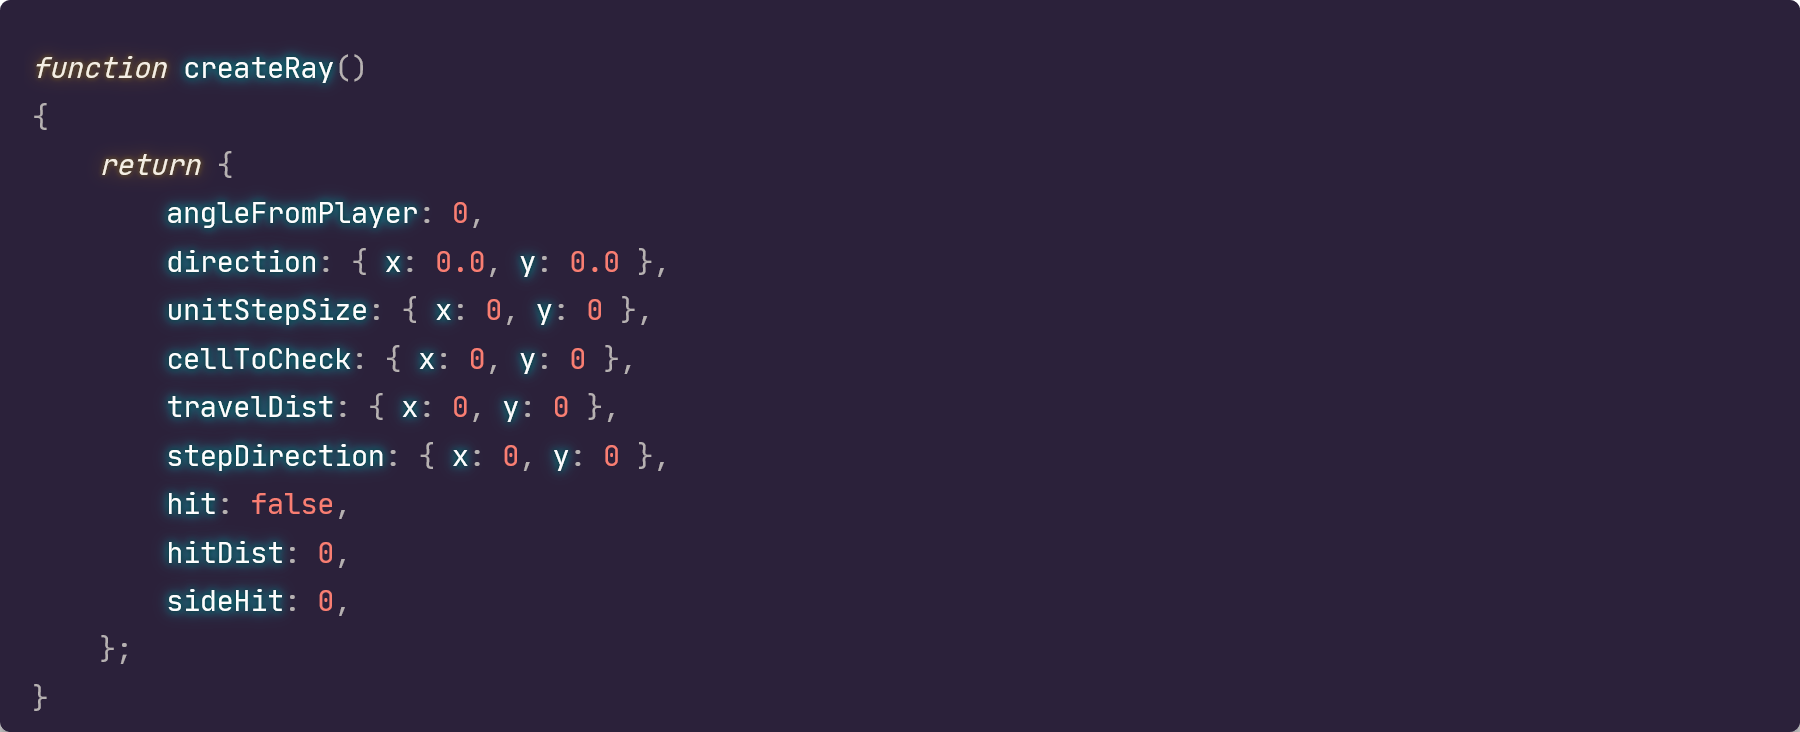 function createRay()
{
    return {
        angleFromPlayer: 0,
        direction: { x: 0.0, y: 0.0 },
        unitStepSize: { x: 0, y: 0 },
        cellToCheck: { x: 0, y: 0 },
        travelDist: { x: 0, y: 0 },
        stepDirection: { x: 0, y: 0 },
        hit: false,
        hitDist: 0,
        sideHit: 0,
    };
}